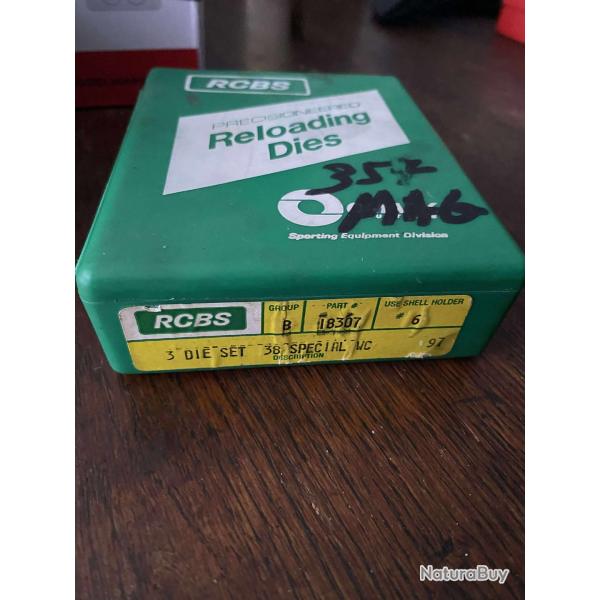 RCBS
PRECISIONEERED
Reloading
Dies
357
MAG
Sporting Equipment Division
RCBS
GROUP PART # USE SHELL HOLDER
B 18307 # 6
3 DIE SET 38 SPECIAL WC 97
DESCRIPTION
NaturaBuy